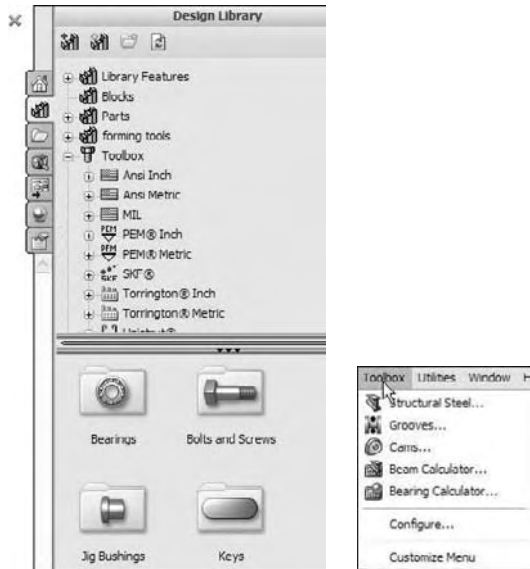 Design Library
Library Features
Blocks
Parts
forming tools
Toolbox
Ansi Inch
Ansi Metric
MIL
PEM® Inch
PEM® Metric
SKF®
Torrington® Inch
Torrington® Metric
Bearings
Bolts and Screws
Jig Bushings
Keys
Toolbox Utilities Window
Structural Steel...
Grooves...
Cams...
Beam Calculator...
Bearing Calculator...
Configure...
Customize Menu